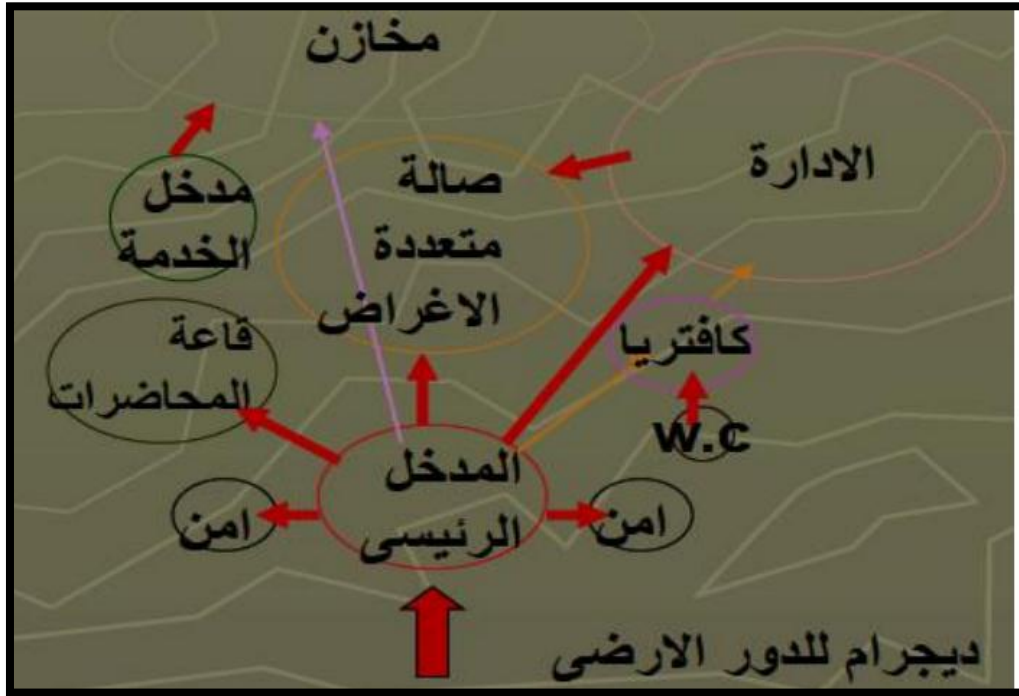 مخازن
الادارة
صالة
متعددة
الاغراض
مدخل
الخدمة
كافتريا
قاعة
المحاضرات
w.c
المدخل
الرئيسى
امن
امن
ديجرام للدور الارضى